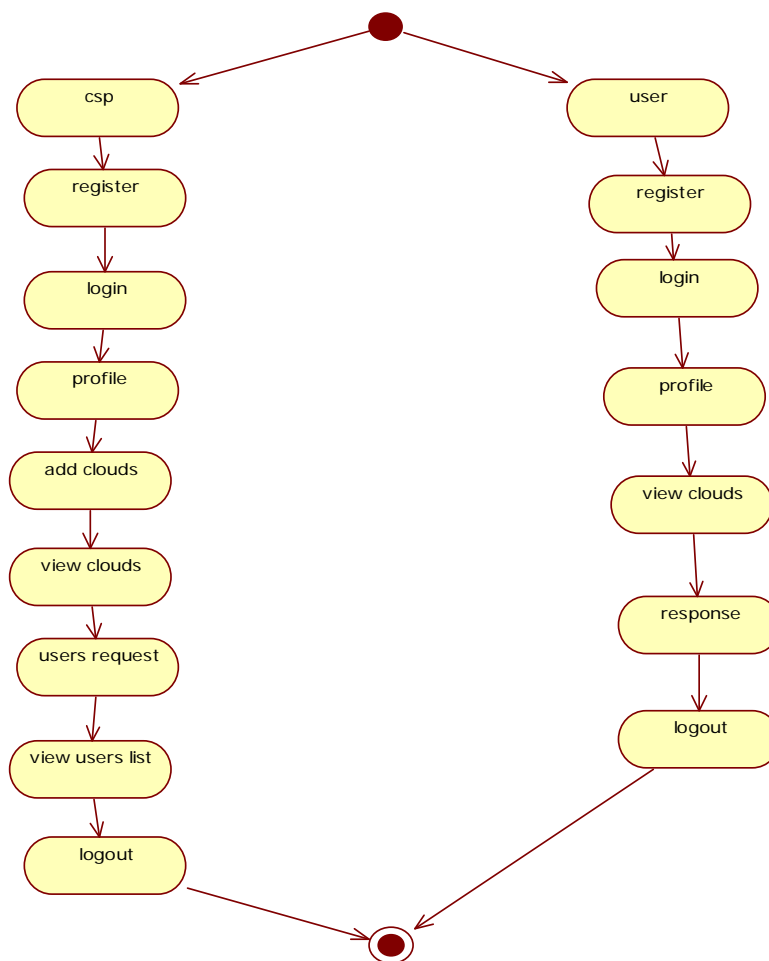 csp
register
login
profile
add clouds
view clouds
users request
view users list
logout
user
register
login
profile
view clouds
response
logout